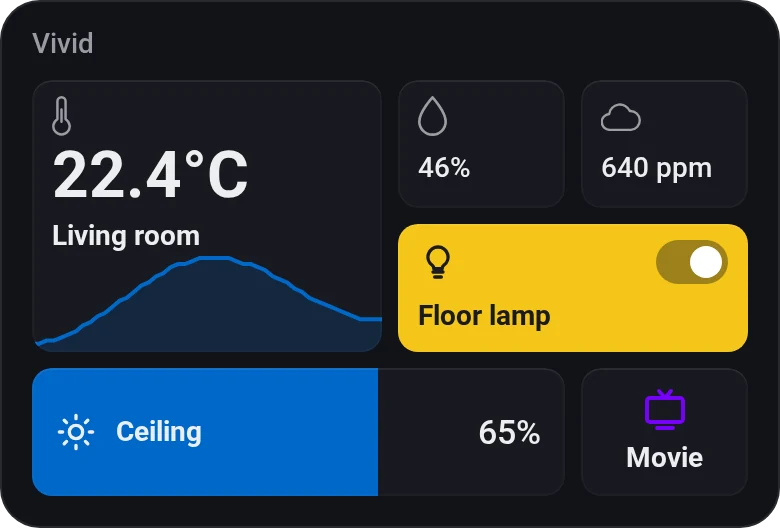 Vivid
22.4°C
Living room
46%
640 ppm
Floor lamp
Ceiling
65%
Movie